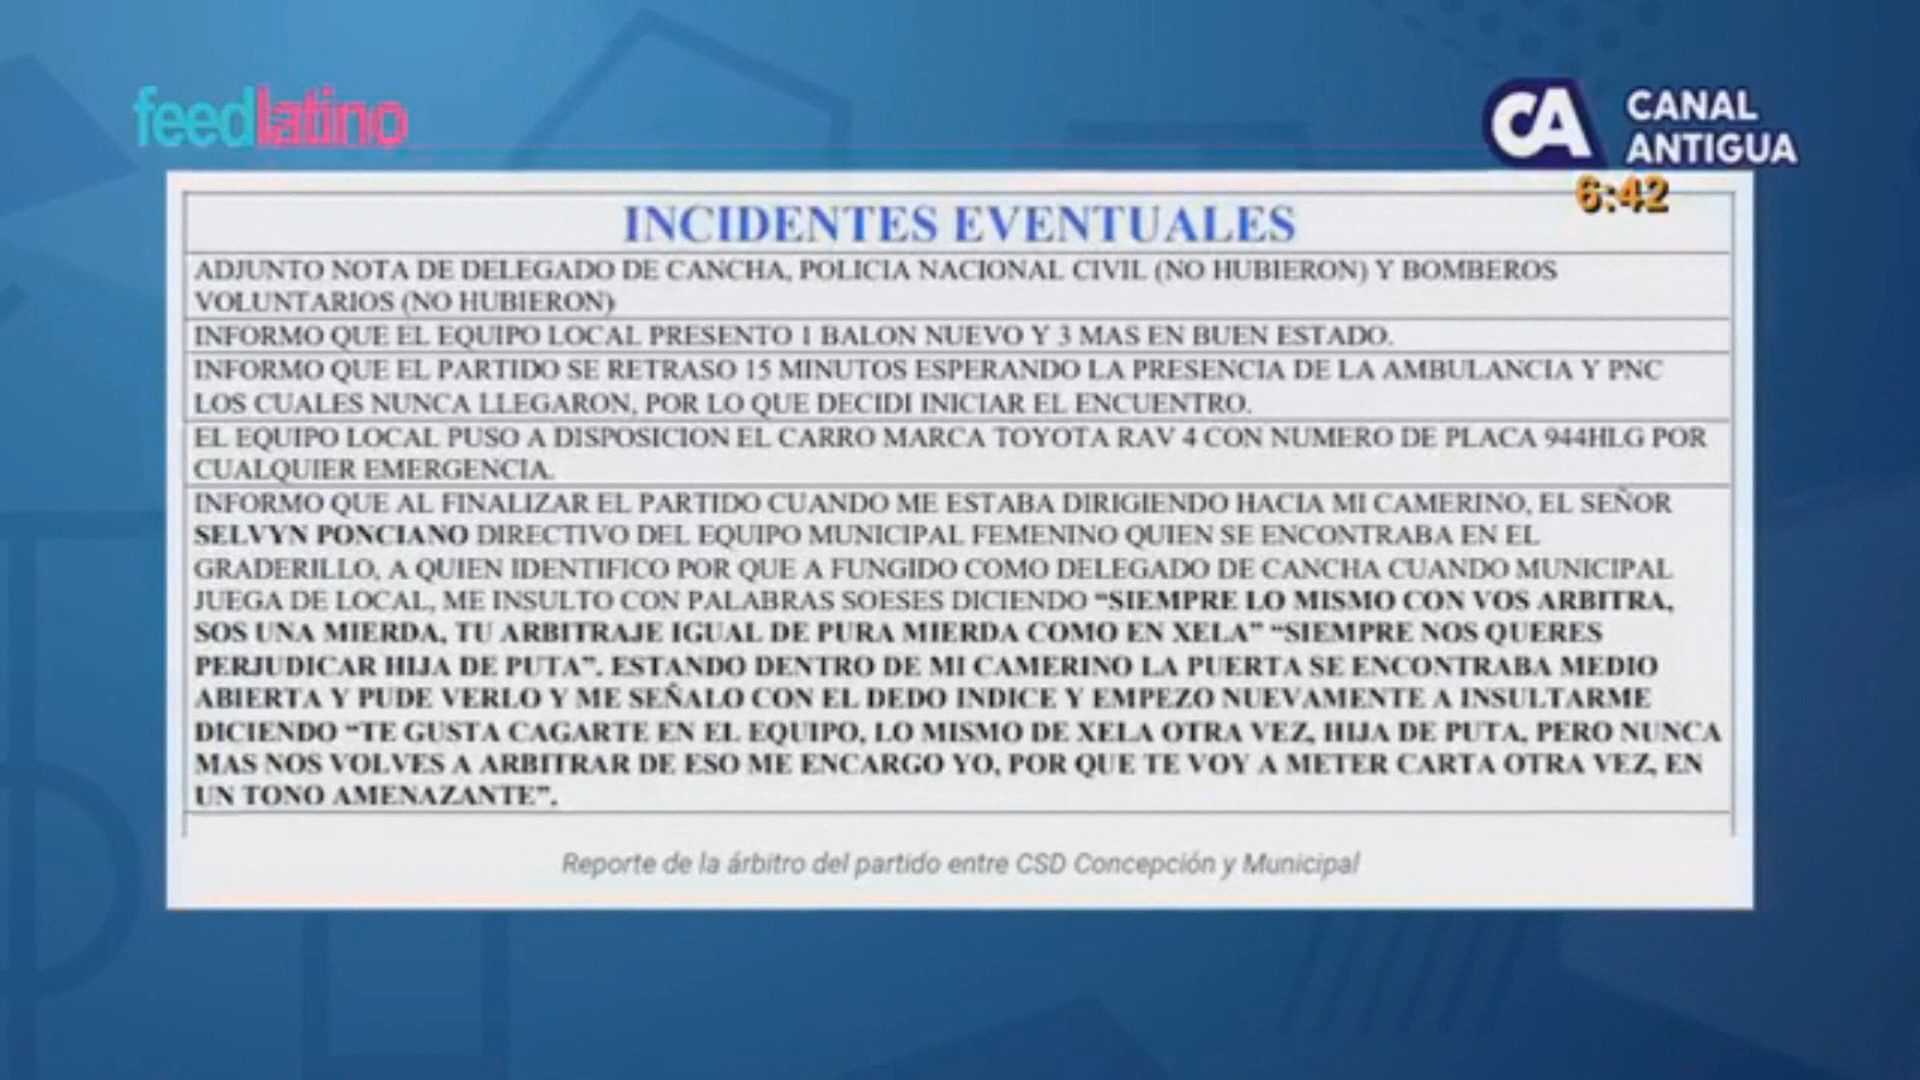 feedlatino
CA CANAL
ANTIGUA
6:42
INCIDENTES EVENTUALES
ADJUNTO NOTA DE DELEGADO DE CANCHA, POLICIA NACIONAL CIVIL (NO HUBIERON) Y BOMBEROS
VOLUNTARIOS (NO HUBIERON)
INFORMO QUE EL EQUIPO LOCAL PRESENTO 1 BALON NUEVO Y 3 MAS EN BUEN ESTADO.
INFORMO QUE EL PARTIDO SE RETRASO 15 MINUTOS ESPERANDO LA PRESENCIA DE LA AMBULANCIA Y PNC
LOS CUALES NUNCA LLEGARON, POR LO QUE DECIDI INICIAR EL ENCUENTRO.
EL EQUIPO LOCAL PUSO A DISPOSICION EL CARRO MARCA TOYOTA RAV 4 CON NUMERO DE PLACA 944HLG POR
CUALQUIER EMERGENCIA.
INFORMO QUE AL FINALIZAR EL PARTIDO CUANDO ME ESTABA DIRIGIENDO HACIA MI CAMERINO, EL SEÑOR
SELVYN PONCIANO DIRECTIVO DEL EQUIPO MUNICIPAL FEMENINO QUIEN SE ENCONTRABA EN EL
GRADERILLO, A QUIEN IDENTIFICO POR QUE A FUNGIDO COMO DELEGADO DE CANCHA CUANDO MUNICIPAL
JUEGA DE LOCAL, ME INSULTO CON PALABRAS SOESES DICIENDO “SIEMPRE LO MISMO CON VOS ARBITRA,
SOS UNA MIERDA, TU ARBITRAJE IGUAL DE PURA MIERDA COMO EN XELA” “SIEMPRE NOS QUERES
PERJUDICAR HIJA DE PUTA”. ESTANDO DENTRO DE MI CAMERINO LA PUERTA SE ENCONTRABA MEDIO
ABIERTA Y PUDE VERLO Y ME SEÑALO CON EL DEDO INDICE Y EMPEZO NUEVAMENTE A INSULTARME
DICIENDO “TE GUSTA CAGARTE EN EL EQUIPO, LO MISMO DE XELA OTRA VEZ, HIJA DE PUTA, PERO NUNCA
MAS NOS VOLVES A ARBITRAR DE ESO ME ENCARGO YO, POR QUE TE VOY A METER CARTA OTRA VEZ, EN
UN TONO AMENAZANTE”.
Reporte de la árbitro del partido entre CSD Concepción y Municipal